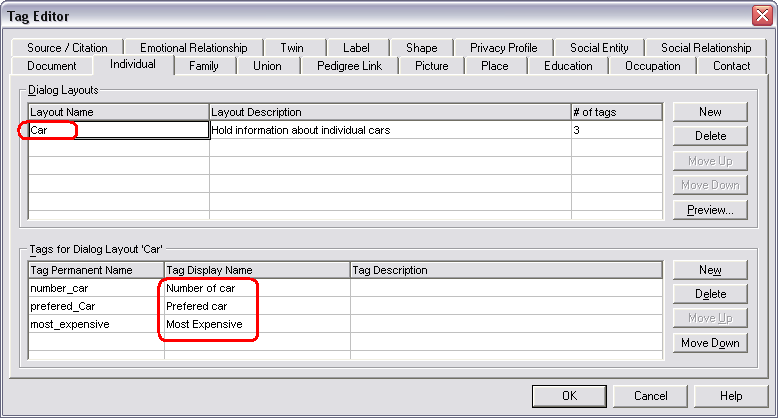 Tag Editor
Source / Citation Emotional Relationship Twin Label Shape Privacy Profile Social Entity Social Relationship
Document Individual Family Union Pedigree Link Picture Place Education Occupation Contact
Dialog Layouts
Layout Name Layout Description # of tags
Car Hold information about individual cars 3
New
Delete
Move Up
Move Down
Preview...
Tags for Dialog Layout 'Car'
Tag Permanent Name Tag Display Name Tag Description
number_car Number of car
prefered_Car Prefered car
most_expensive Most Expensive
New
Delete
Move Up
Move Down
OK Cancel Help